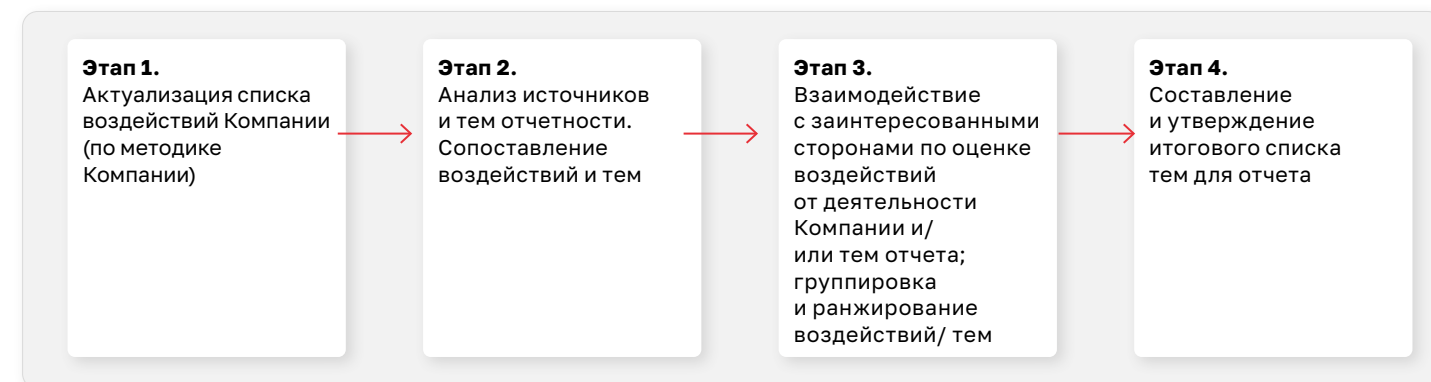 Этап 1.
Актуализация списка
воздействий Компании
(по методике
Компании)
Этап 2.
Анализ источников
и тем отчетности.
Сопоставление
воздействий и тем
Этап 3.
Взаимодействие
с заинтересованными
сторонами по оценке
воздействий
от деятельности
Компании и/
или тем отчета;
группировка
и ранжирование
воздействий/ тем
Этап 4.
Составление
и утверждение
итогового списка
тем для отчета